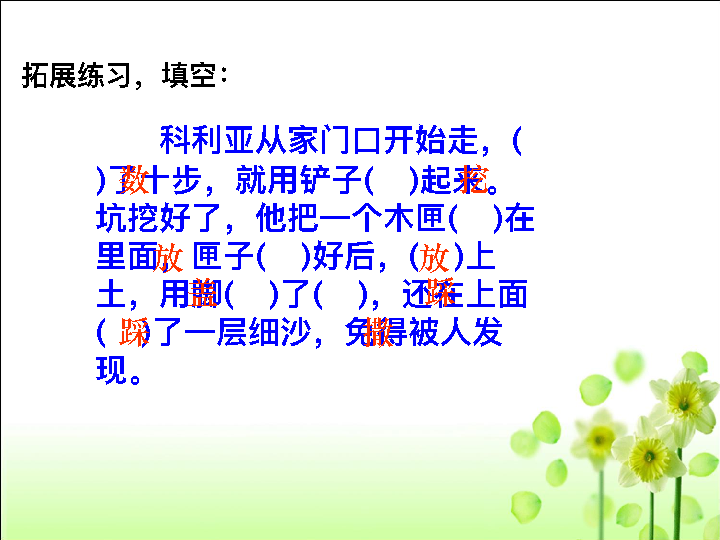 拓展练习，填空：
科利亚从家门口开始走，(
)了数十步，就用铲子( )起来挖。
坑挖好了，他把一个木匣( )在
里面，放匣子( )好后，(放)上
土，用脚盖( )了( )，还在踩上面
(踩)了一层细沙，免得撒被人发
现。